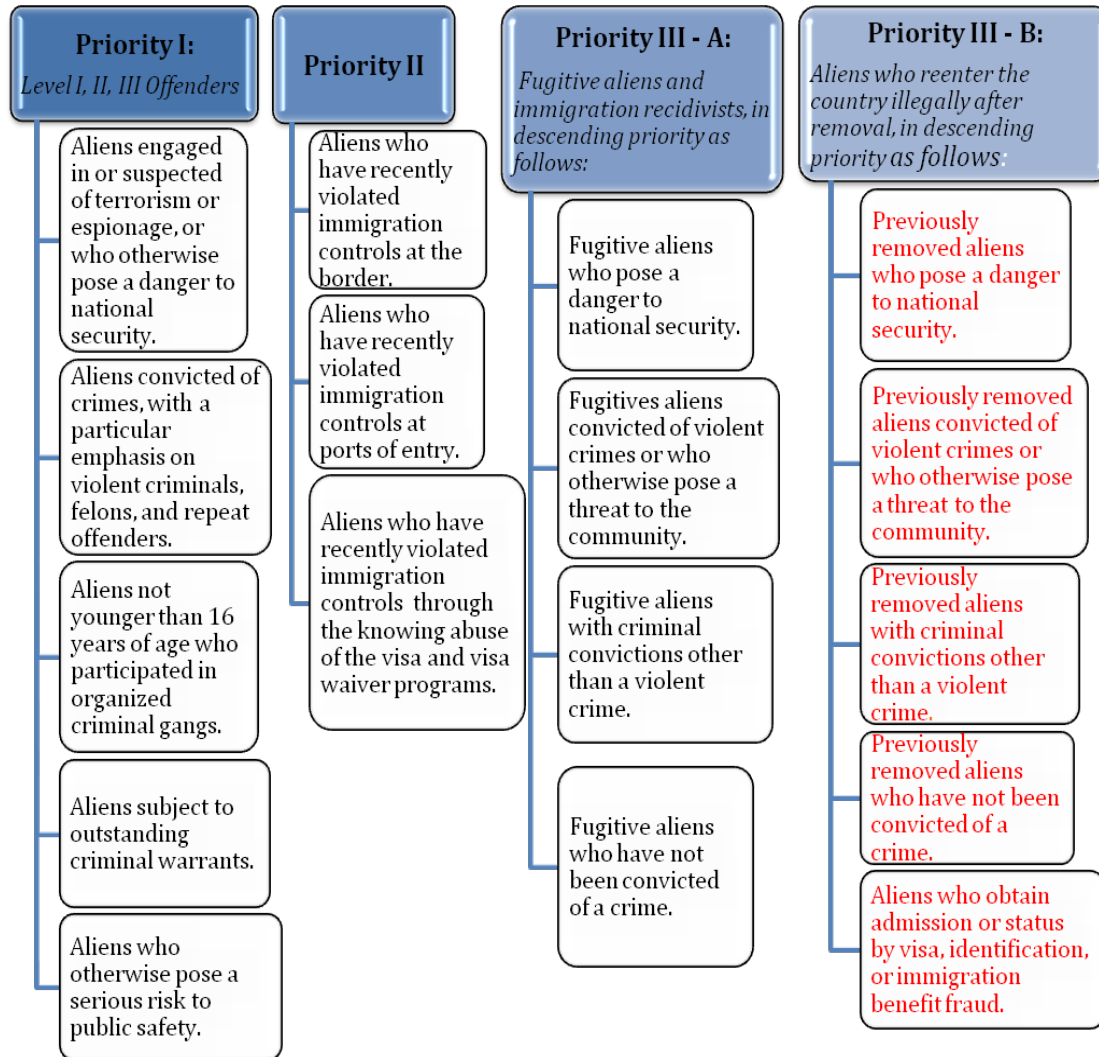 Priority I:
Level I, II, III Offenders
Aliens engaged
in or suspected
of terrorism or
espionage, or
who otherwise
pose a danger to
national
security.
Aliens convicted of
crimes, with a
particular
emphasis on
violent criminals,
felons, and repeat
offenders.
Aliens not
younger than 16
years of age who
participated in
organized
criminal gangs.
Aliens subject to
outstanding
criminal warrants.
Aliens who
otherwise pose a
serious risk to
public safety.
Priority II
Aliens who
have recently
violated
immigration
controls at the
border.
Aliens who
have recently
violated
immigration
controls at
ports of entry.
Aliens who have
recently violated
immigration
controls through
the knowing abuse
of the visa and visa
waiver programs.
Priority III - A:
Fugitive aliens and
immigration recidivists, in
descending priority as
follows:
Fugitive aliens
who pose a
danger to
national security.
Fugitives aliens
convicted of violent
crimes or who
otherwise pose a
threat to the
community.
Fugitive aliens
with criminal
convictions other
than a violent
crime.
Fugitive aliens
who have not
been convicted
of a crime.
Priority III - B:
Aliens who reenter the
country illegally after
removal, in descending
priority as follows:
Previously
removed aliens
who pose a danger
to national
security.
Previously removed
aliens convicted of
violent crimes or
who otherwise pose
a threat to the
community.
Previously
removed aliens
with criminal
convictions other
than a violent
crime.
Previously
removed aliens
who have not been
convicted of a
crime.
Aliens who obtain
admission or status
by visa, identification,
or immigration
benefit fraud.